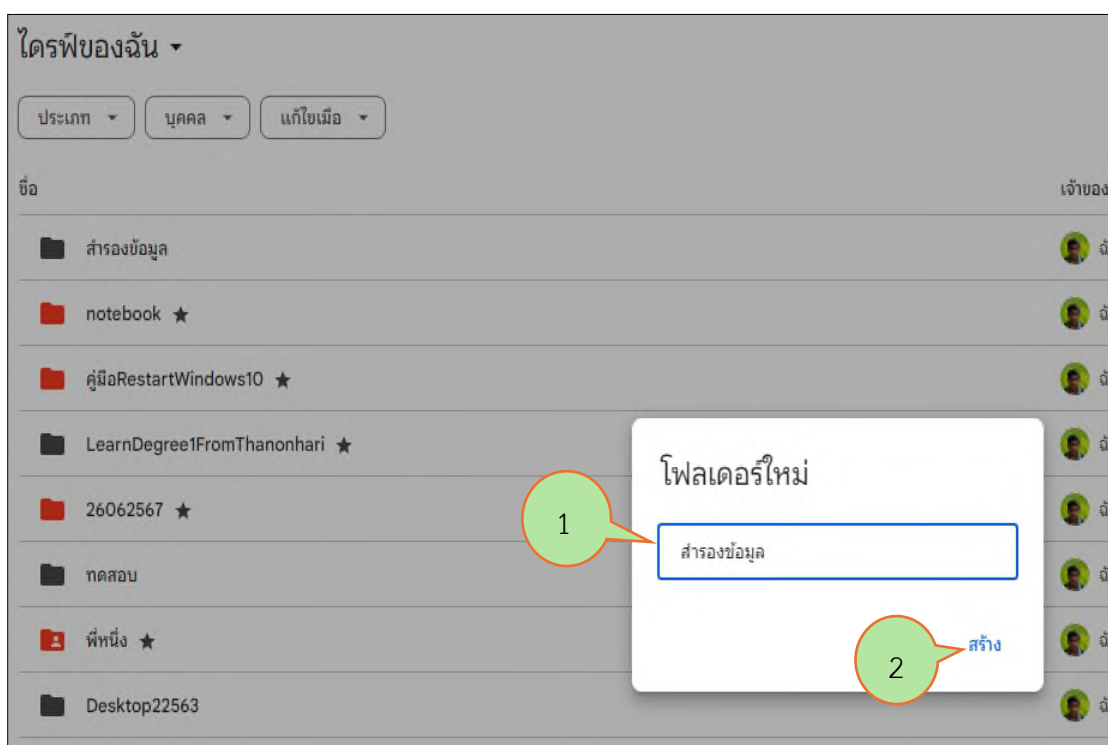 ไดรฟ์ของฉัน
ประเภท บุคคล แก้ไขเมื่อ
ชื่อ เจ้าของ
สำรองข้อมูล
notebook
คู่มือRestartWindows10
LearnDegree1FromThanonhari
โฟลเดอร์ใหม่
26062567
1
สำรองข้อมูล
ทดสอบ
พี่หนึ่ง
สร้าง
2
Desktop22563